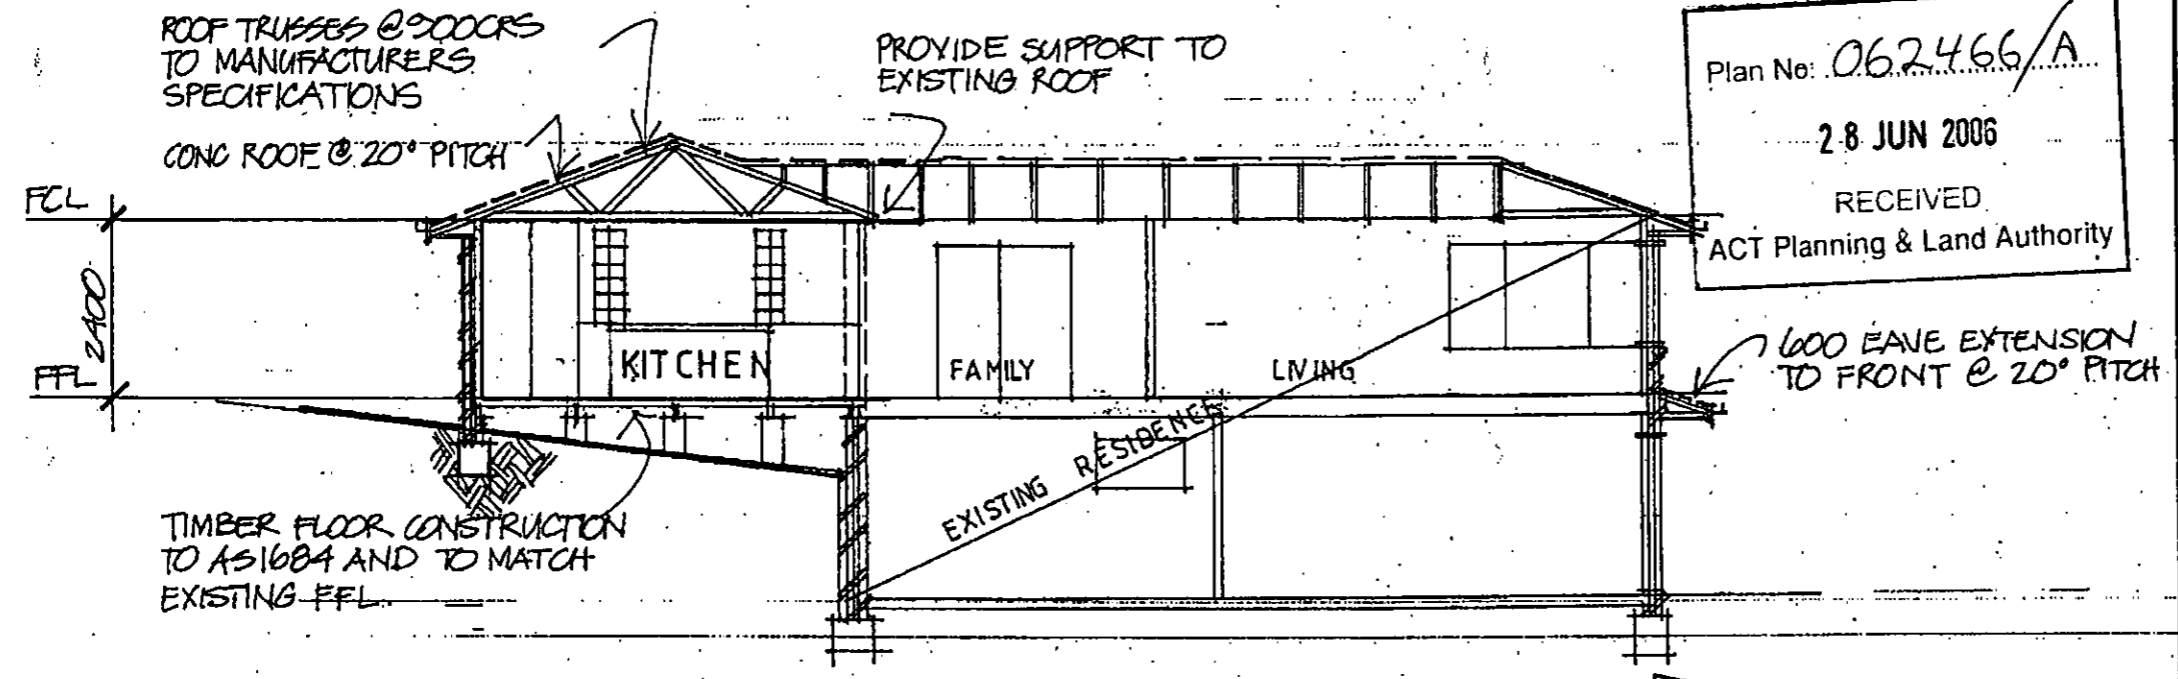 ROOF TRUSSES @ 900CRS
TO MANUFACTURERS
SPECIFICATIONS
CONC ROOF @ 20° PITCH
PROVIDE SUPPORT TO
EXISTING ROOF
Plan No: 062466/A
28 JUN 2006
RECEIVED
ACT Planning & Land Authority
FCL
2400
FFL
KITCHEN
FAMILY
LIVING
600 EAVE EXTENSION
TO FRONT @ 20° PITCH
EXISTING RESIDENCE
TIMBER FLOOR CONSTRUCTION
TO AS1684 AND TO MATCH
EXISTING FFL.